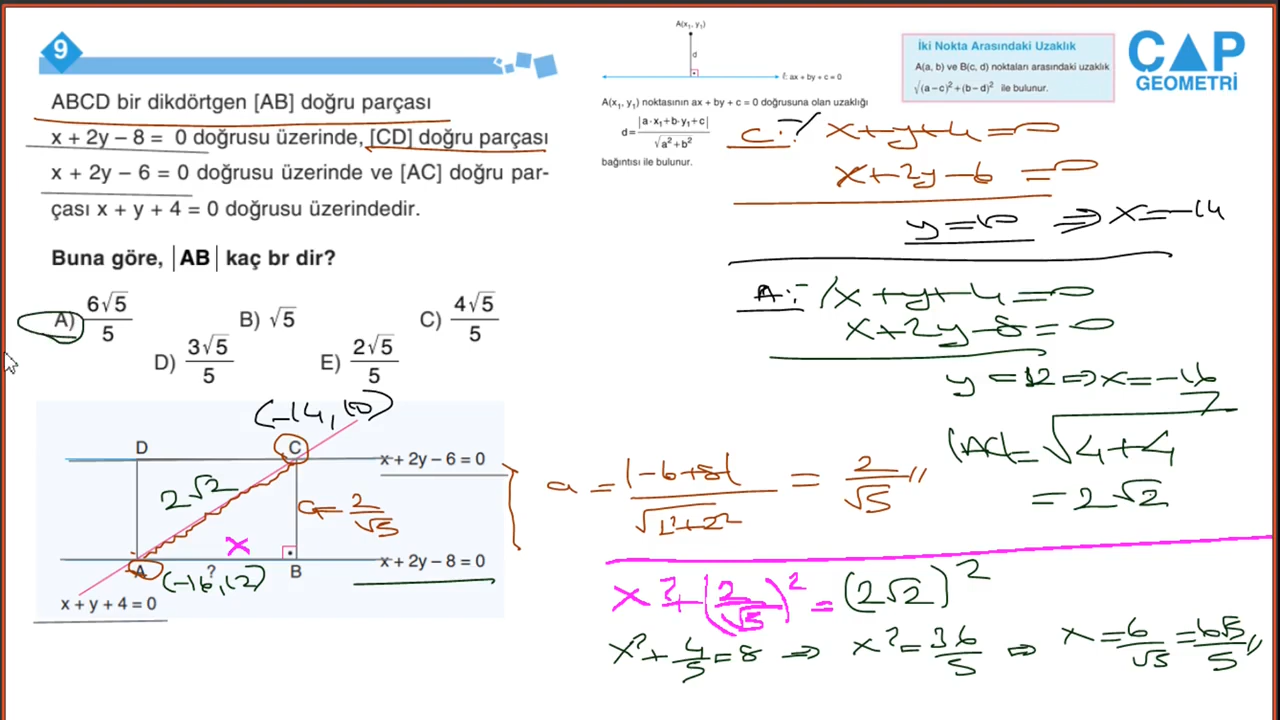 9
ABCD bir dikdörtgen [AB] doğru parçası
x + 2y – 8 = 0 doğrusu üzerinde, [CD] doğru parçası
x + 2y – 6 = 0 doğrusu üzerinde ve [AC] doğru par-
çası x + y + 4 = 0 doğrusu üzerindedir.
Buna göre, |AB| kaç br dir?
A) 6√5/5 B) √5 C) 4√5/5
D) 3√5/5 E) 2√5/5
(-14, 10)
D C x + 2y – 6 = 0
2√2
a = 2/√5
x
A ? B x + 2y – 8 = 0
(-16, 12)
x + y + 4 = 0
A(x₁, y₁)
d
ℓ: ax + by + c = 0
A(x₁, y₁) noktasının ax + by + c = 0 doğrusuna olan uzaklığı
d = |a·x₁+b·y₁+c| / √a²+b²
bağıntısı ile bulunur.
İki Nokta Arasındaki Uzaklık
A(a, b) ve B(c, d) noktaları arasındaki uzaklık
√(a–c)²+(b–d)² ile bulunur.
CAP
GEOMETRİ
C: -/ x+y+4=0
x+2y-6=0
y=10 ⇒ x=-14
A: -/ x+y+4=0
x+2y-8=0
y=12 ⇒ x=-16
|AC| = √4+4
= 2√2
a = |-6+8| / √1²+2² = 2/√5 //
x² + (2/√5)² = (2√2)²
x² + 4/5 = 8 ⇒ x² = 36/5 ⇒ x = 6/√5 = 6√5/5 //